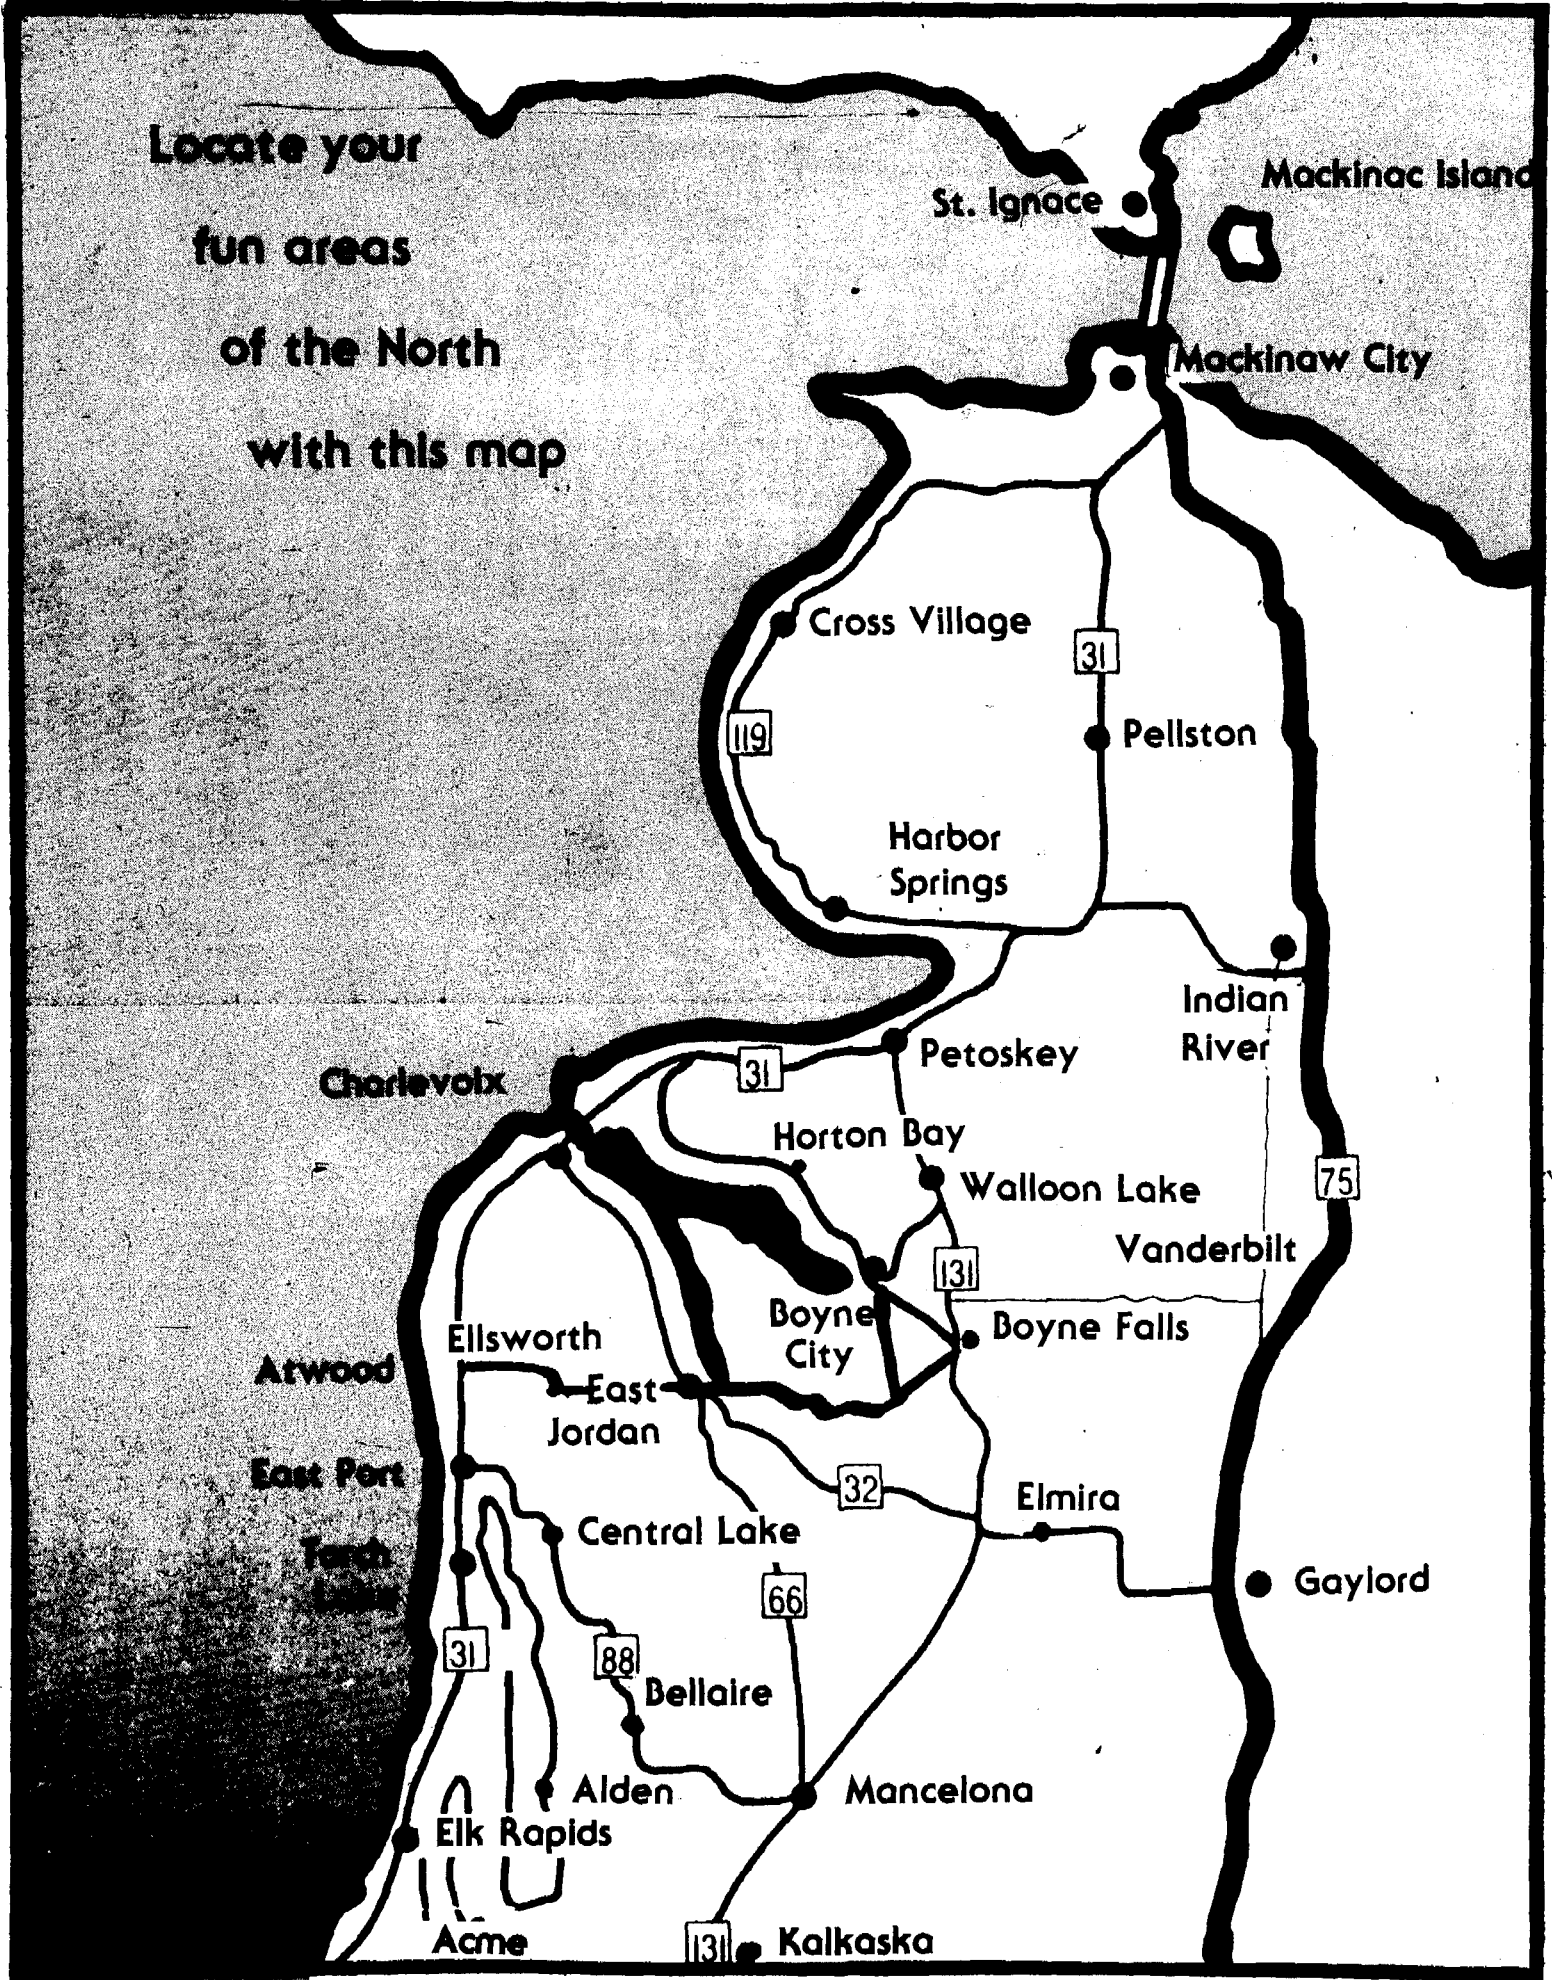 Locate your
fun areas
of the North
with this map
Mackinac Island
St. Ignace
Mackinaw City
Cross Village
31
119
Pellston
Harbor
Springs
Indian
River
Petoskey
31
Charlevoix
Horton Bay
75
Walloon Lake
Vanderbilt
131
Boyne
City
Boyne Falls
Ellsworth
Atwood
East
Jordan
East Port
32
Elmira
Central Lake
Torch
Lake
Gaylord
66
31
88
Bellaire
Alden
Mancelona
Elk Rapids
Acme
131
Kalkaska